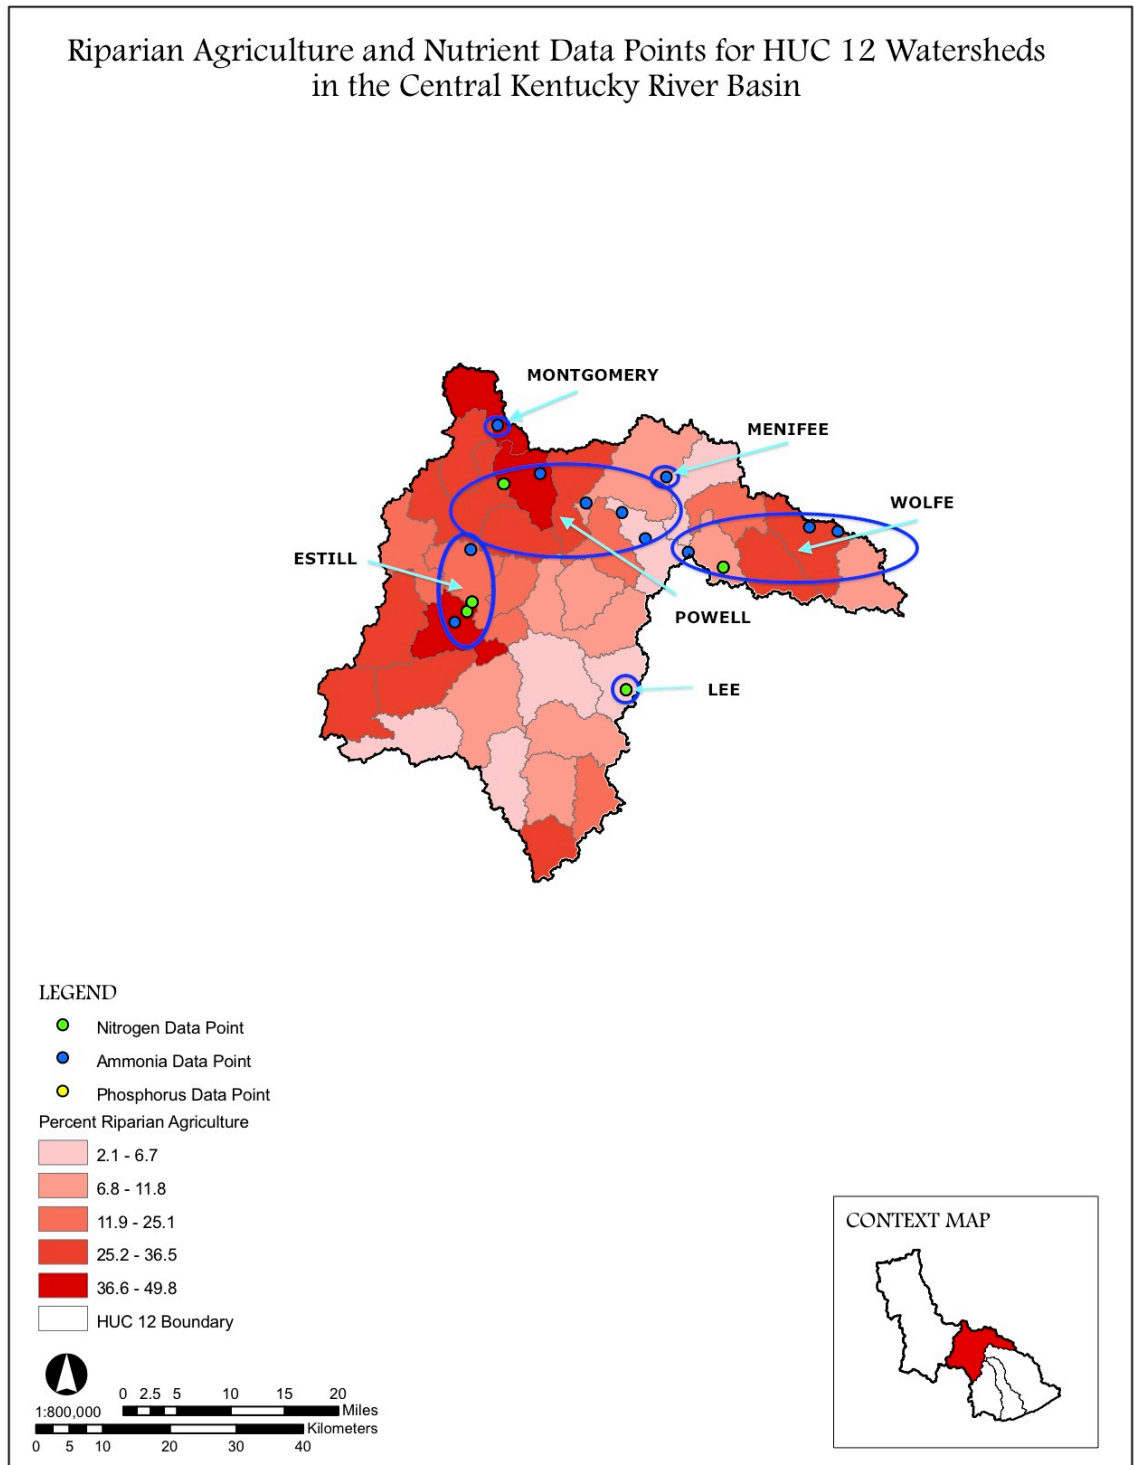 Riparian Agriculture and Nutrient Data Points for HUC 12 Watersheds
in the Central Kentucky River Basin
MONTGOMERY
MENIFEE
WOLFE
ESTILL
POWELL
LEE
LEGEND
Nitrogen Data Point
Ammonia Data Point
Phosphorus Data Point
Percent Riparian Agriculture
2.1 - 6.7
6.8 - 11.8
11.9 - 25.1
25.2 - 36.5
36.6 - 49.8
HUC 12 Boundary
0 2.5 5 10 15 20
1:800,000 Miles
Kilometers
0 5 10 20 30 40
CONTEXT MAP